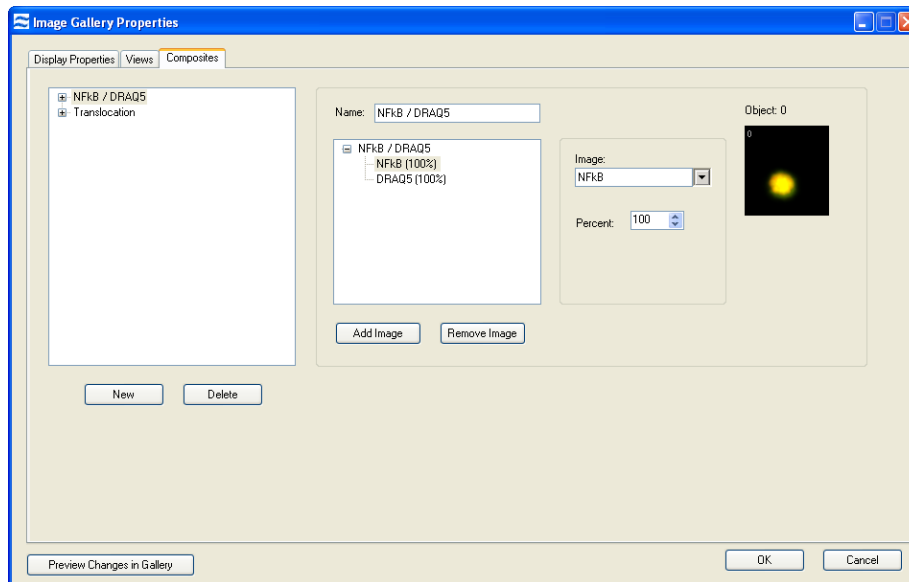 Image Gallery Properties
Display Properties Views Composites
NFkB / DRAQ5
Translocation
New Delete
Name: NFkB / DRAQ5
NFkB / DRAQ5
NFkB (100%)
DRAQ5 (100%)
Add Image Remove Image
Image:
NFkB
Percent: 100
Object: 0
0
Preview Changes in Gallery
OK Cancel